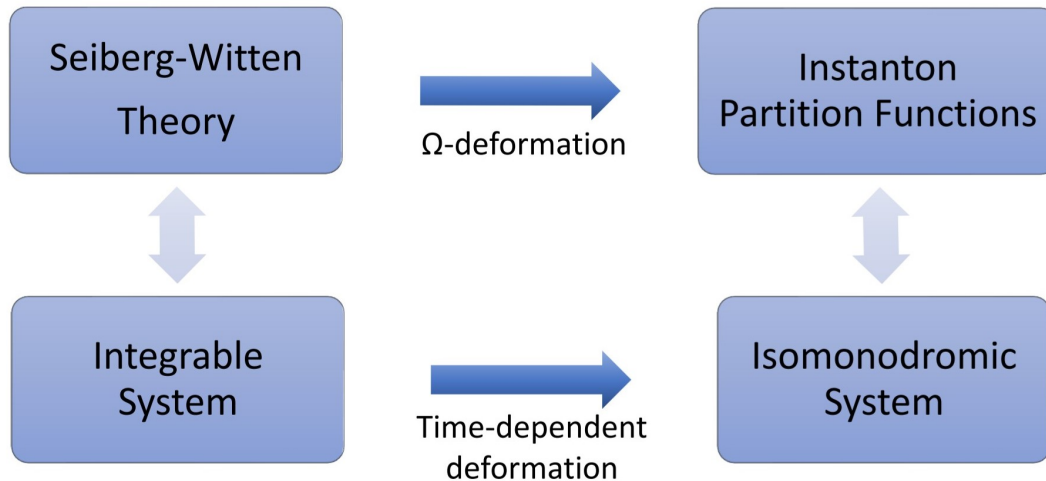 Seiberg-Witten
Theory
Ω-deformation
Instanton
Partition Functions
Integrable
System
Time-dependent
deformation
Isomonodromic
System